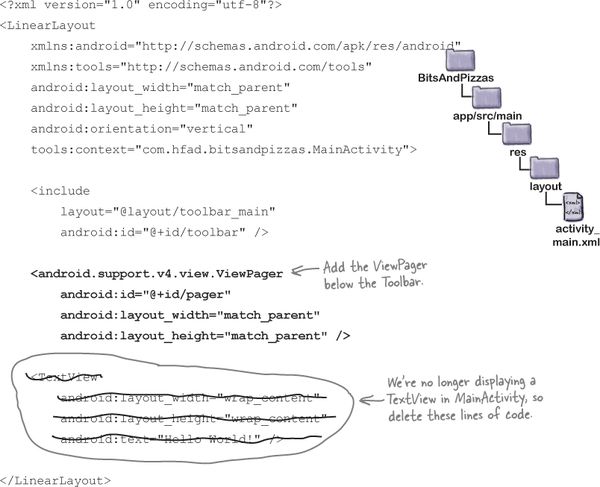 <?xml version="1.0" encoding="utf-8"?>
<LinearLayout
xmlns:android="http://schemas.android.com/apk/res/android"
xmlns:tools="http://schemas.android.com/tools"
android:layout_width="match_parent"
android:layout_height="match_parent"
android:orientation="vertical"
tools:context="com.hfad.bitsandpizzas.MainActivity">
BitsAndPizzas
app/src/main
res
layout
<xml>
</xml>
activity_
main.xml
<include
layout="@layout/toolbar_main"
android:id="@+id/toolbar" />
<android.support.v4.view.ViewPager
android:id="@+id/pager"
android:layout_width="match_parent"
android:layout_height="match_parent" />
Add the ViewPager
below the Toolbar.
<TextView
android:layout_width="wrap_content"
android:layout_height="wrap_content"
android:text="Hello World!" />
We're no longer displaying a
TextView in MainActivity, so
delete these lines of code.
</LinearLayout>